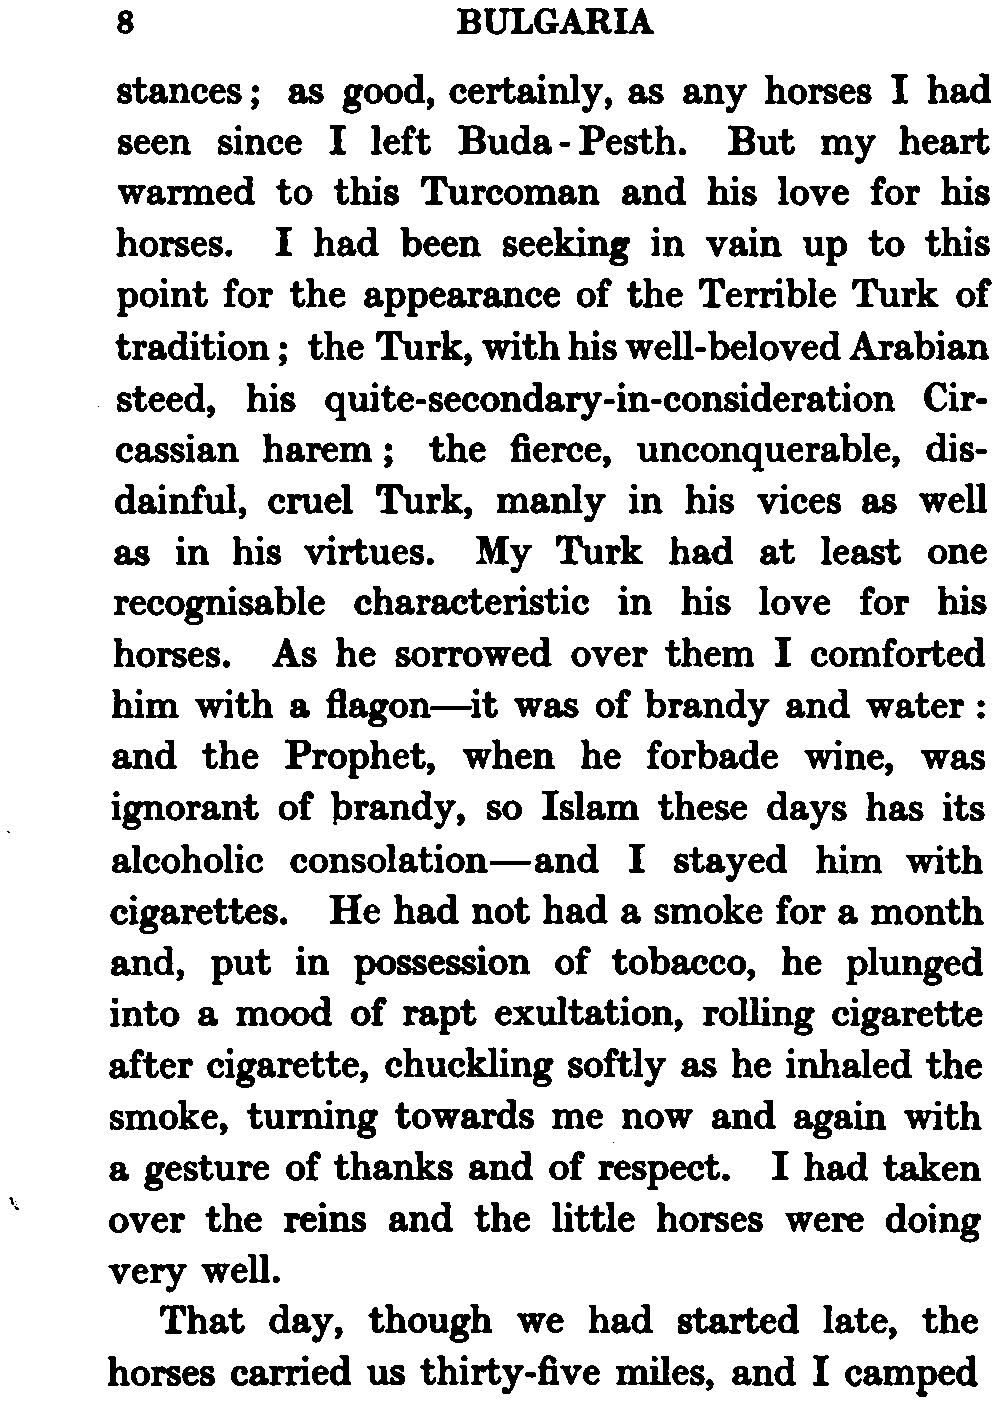 8 BULGARIA
stances; as good, certainly, as any horses I had
seen since I left Buda-Pesth. But my heart
warmed to this Turcoman and his love for his
horses. I had been seeking in vain up to this
point for the appearance of the Terrible Turk of
tradition; the Turk, with his well-beloved Arabian
steed, his quite-secondary-in-consideration Cir-
cassian harem; the fierce, unconquerable, dis-
dainful, cruel Turk, manly in his vices as well
as in his virtues. My Turk had at least one
recognisable characteristic in his love for his
horses. As he sorrowed over them I comforted
him with a flagon—it was of brandy and water:
and the Prophet, when he forbade wine, was
ignorant of brandy, so Islam these days has its
alcoholic consolation—and I stayed him with
cigarettes. He had not had a smoke for a month
and, put in possession of tobacco, he plunged
into a mood of rapt exultation, rolling cigarette
after cigarette, chuckling softly as he inhaled the
smoke, turning towards me now and again with
a gesture of thanks and of respect. I had taken
over the reins and the little horses were doing
very well.
That day, though we had started late, the
horses carried us thirty-five miles, and I camped